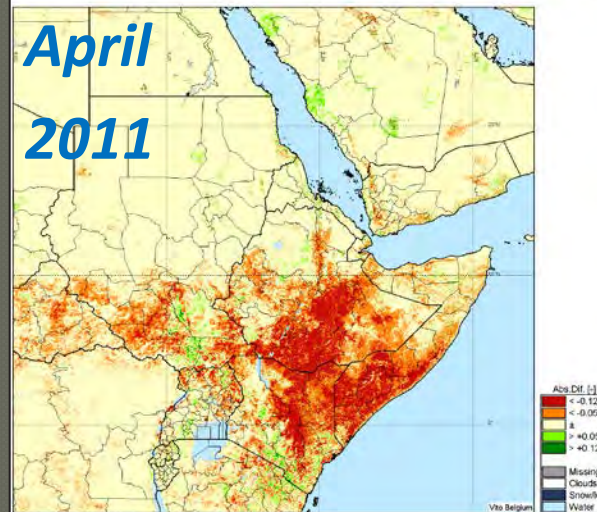 April
2011
Abs.Dif. [-]
< -0.12
< -0.05
±
> +0.05
> +0.12
Missing
Clouds
Water
Vito Belgium